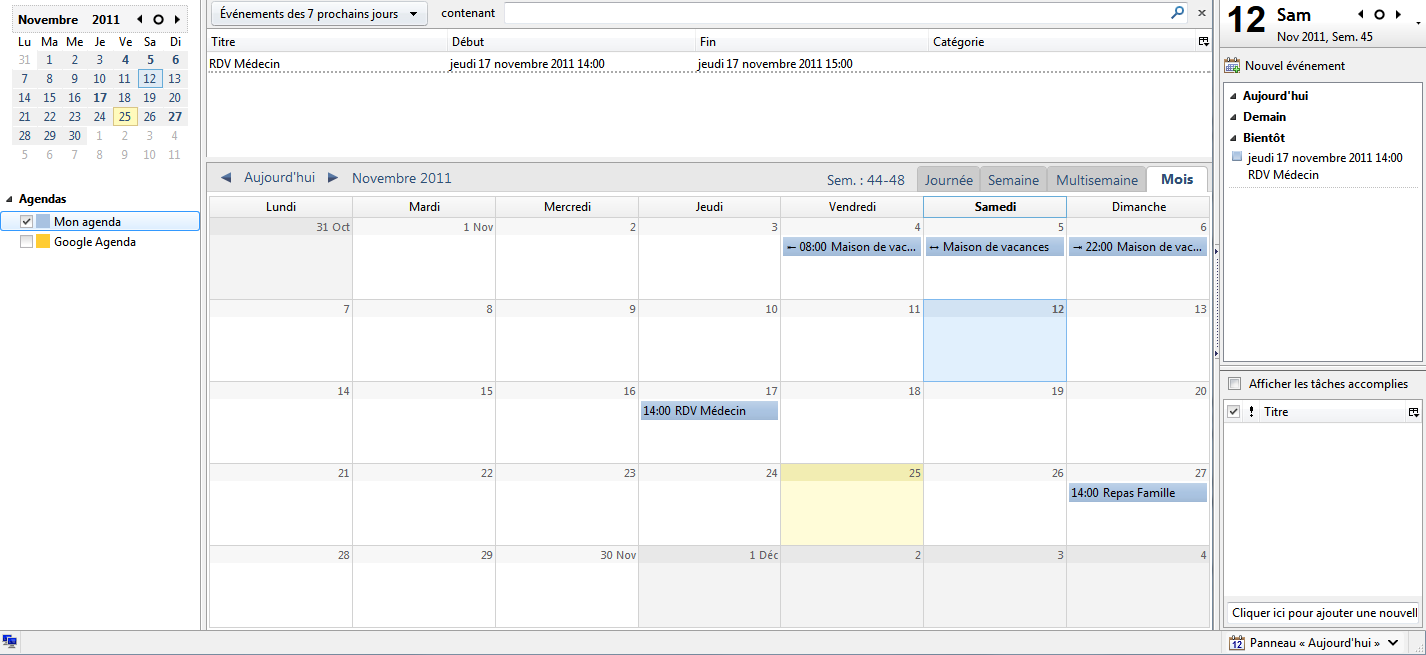 Novembre 2011
Lu Ma Me Je Ve Sa Di
31 1 2 3 4 5 6
7 8 9 10 11 12 13
14 15 16 17 18 19 20
21 22 23 24 25 26 27
28 29 30 1 2 3 4
5 6 7 8 9 10 11
Agendas
Mon agenda
Google Agenda
Événements des 7 prochains jours contenant
Titre Début Fin Catégorie
RDV Médecin jeudi 17 novembre 2011 14:00 jeudi 17 novembre 2011 15:00
Aujourd'hui Novembre 2011 Sem. : 44-48 Journée Semaine Multisemaine Mois
Lundi Mardi Mercredi Jeudi Vendredi Samedi Dimanche
31 Oct 1 Nov 2 3 4 5 6
08:00 Maison de vac... Maison de vacances 22:00 Maison de vac...
7 8 9 10 11 12 13
14 15 16 17 18 19 20
14:00 RDV Médecin
21 22 23 24 25 26 27
14:00 Repas Famille
28 29 30 Nov 1 Déc 2 3 4
12 Sam
Nov 2011, Sem. 45
Nouvel événement
Aujourd'hui
Demain
Bientôt
jeudi 17 novembre 2011 14:00
RDV Médecin
Afficher les tâches accomplies
! Titre
Cliquer ici pour ajouter une nouvell
12 Panneau « Aujourd'hui »